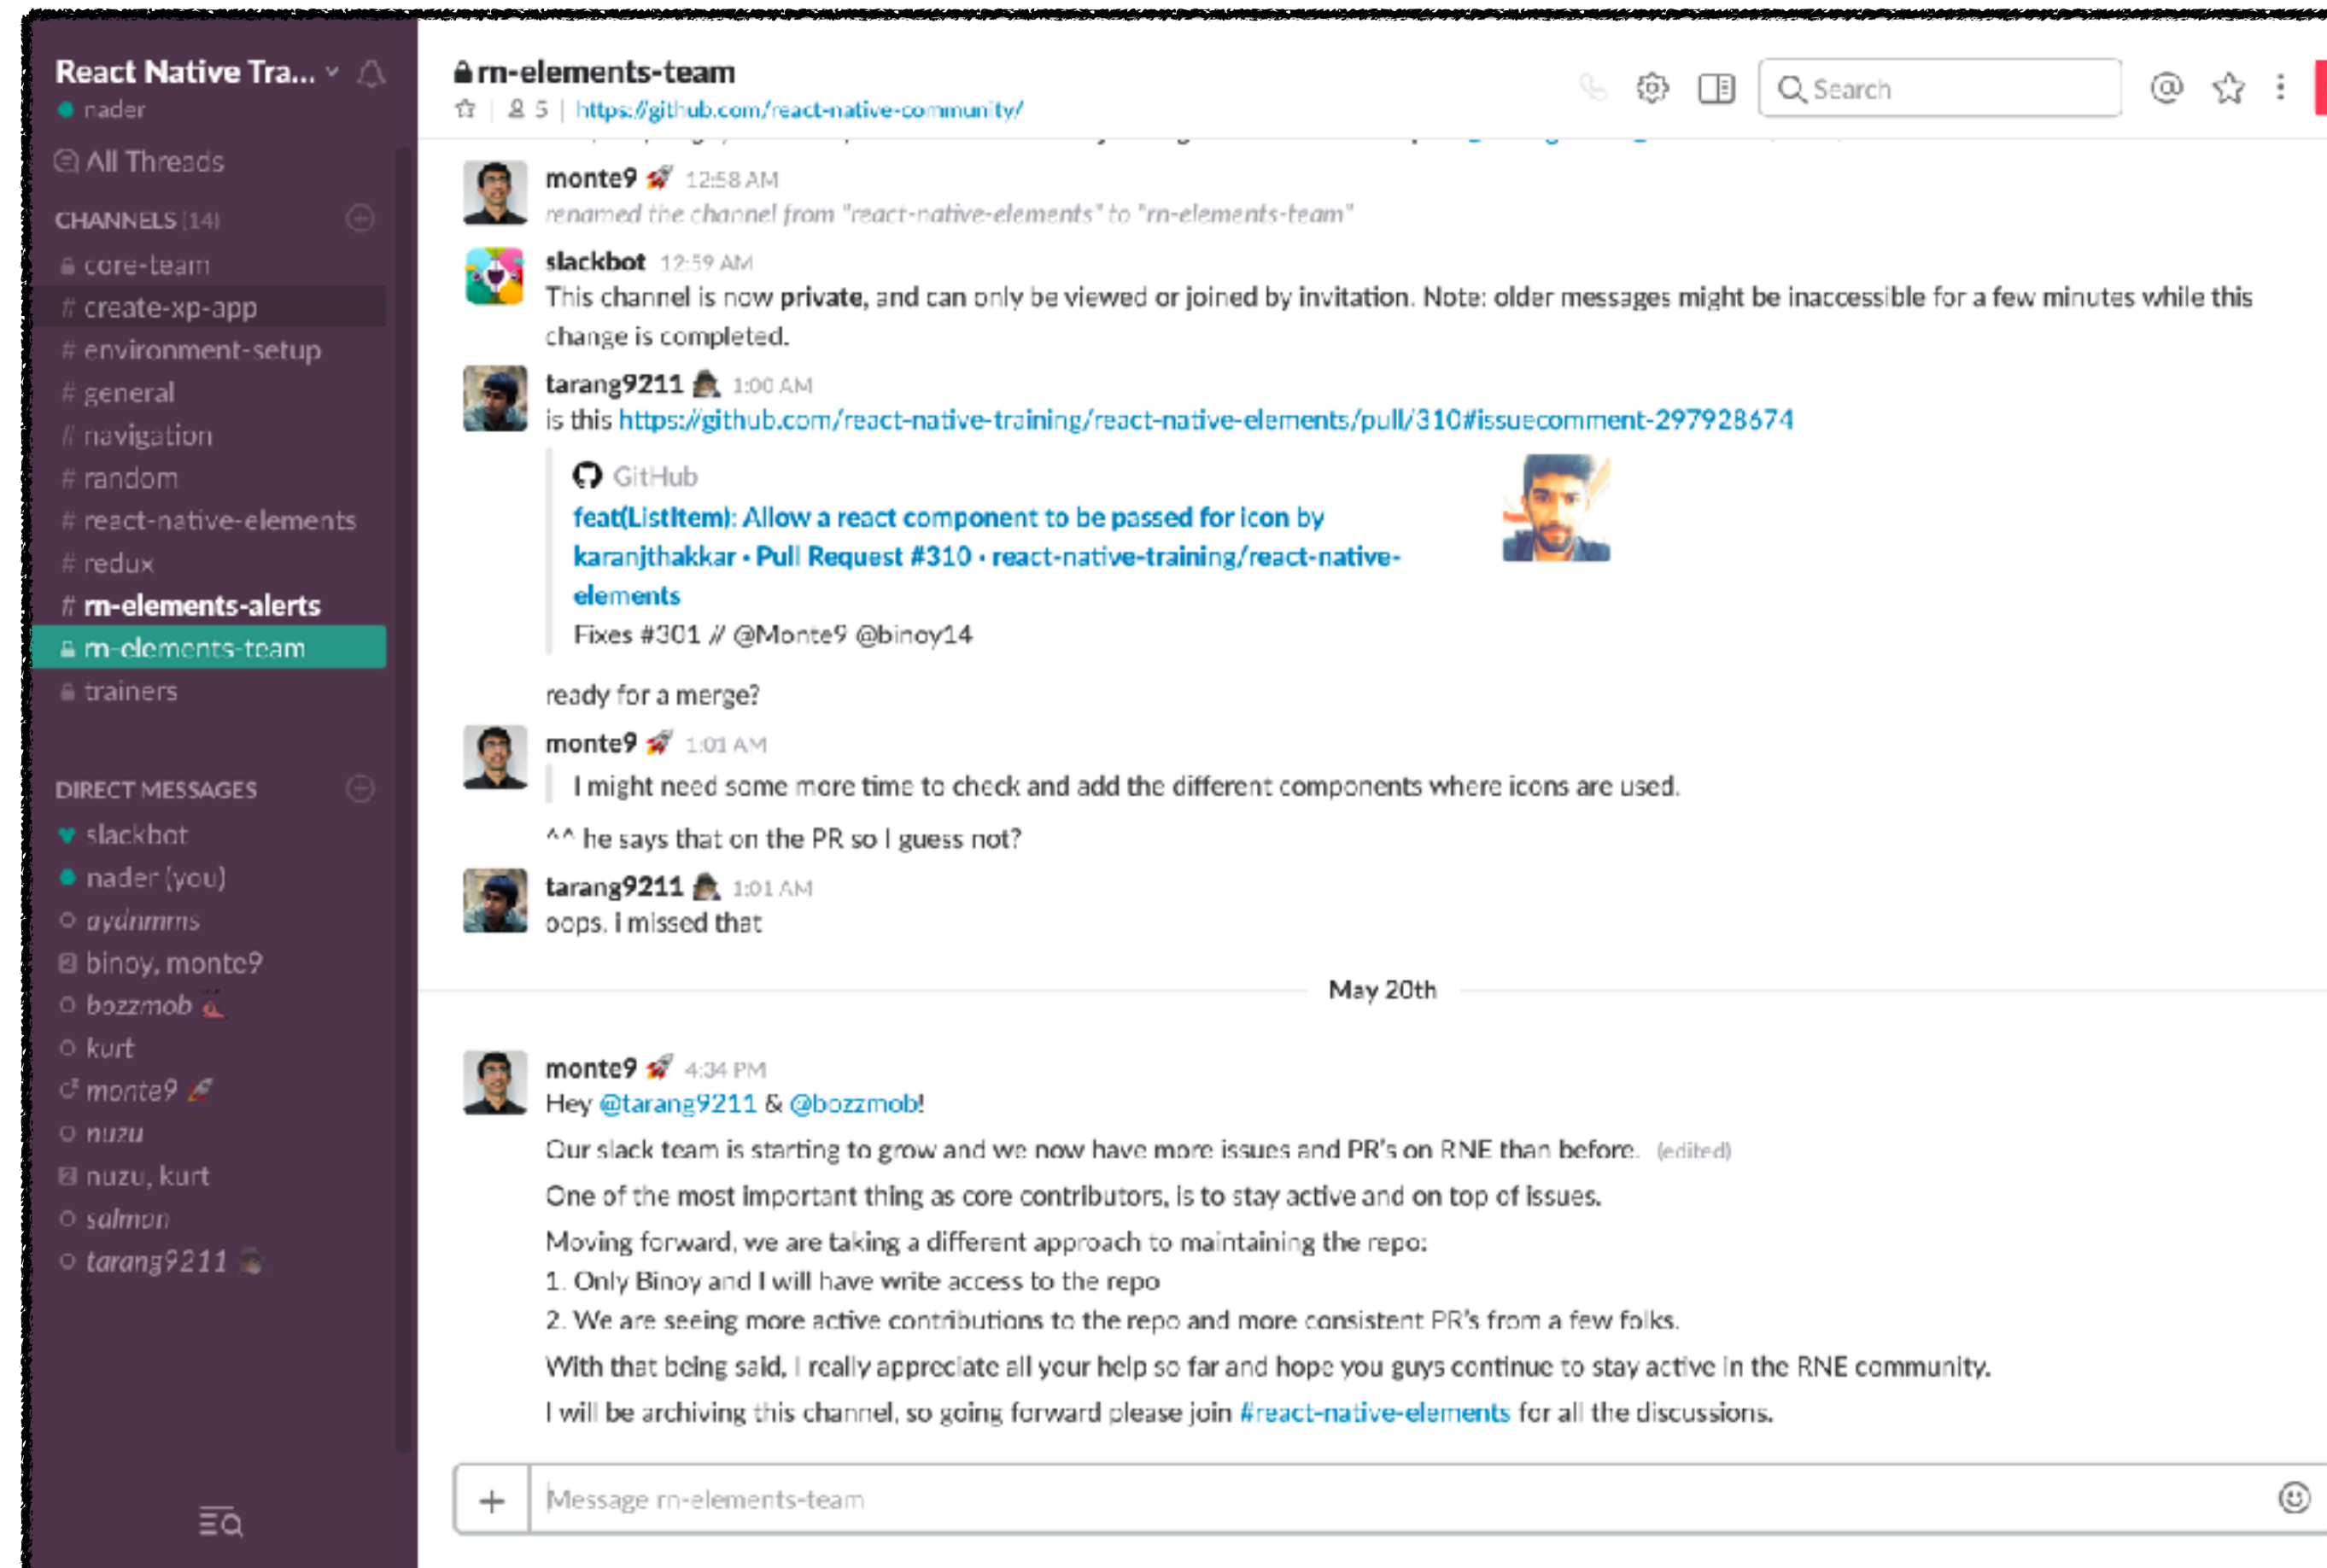 React Native Tra...
nader
All Threads
CHANNELS (14)
core-team
# create-xp-app
# environment-setup
# general
# navigation
# random
# react-native-elements
# redux
# rn-elements-alerts
rn-elements-team
trainers
DIRECT MESSAGES
slackbot
nader (you)
aydnmrns
2 binoy, monte9
bozzmob
kurt
monte9
nuzu
2 nuzu, kurt
salman
tarang9211
rn-elements-team
5 | https://github.com/react-native-community/
Search
monte9 12:58 AM
renamed the channel from "react-native-elements" to "rn-elements-team"
slackbot 12:59 AM
This channel is now private, and can only be viewed or joined by invitation. Note: older messages might be inaccessible for a few minutes while this
change is completed.
tarang9211 1:00 AM
is this https://github.com/react-native-training/react-native-elements/pull/310#issuecomment-297928674
GitHub
feat(ListItem): Allow a react component to be passed for icon by
karanjthakkar • Pull Request #310 • react-native-training/react-native-
elements
Fixes #301 // @Monte9 @binoy14
ready for a merge?
monte9 1:01 AM
I might need some more time to check and add the different components where icons are used.
^^ he says that on the PR so I guess not?
tarang9211 1:01 AM
oops, i missed that
May 20th
monte9 4:34 PM
Hey @tarang9211 & @bozzmob!
Our slack team is starting to grow and we now have more issues and PR's on RNE than before. (edited)
One of the most important thing as core contributors, is to stay active and on top of issues.
Moving forward, we are taking a different approach to maintaining the repo:
1. Only Binoy and I will have write access to the repo
2. We are seeing more active contributions to the repo and more consistent PR's from a few folks.
With that being said, I really appreciate all your help so far and hope you guys continue to stay active in the RNE community.
I will be archiving this channel, so going forward please join #react-native-elements for all the discussions.
Message rn-elements-team